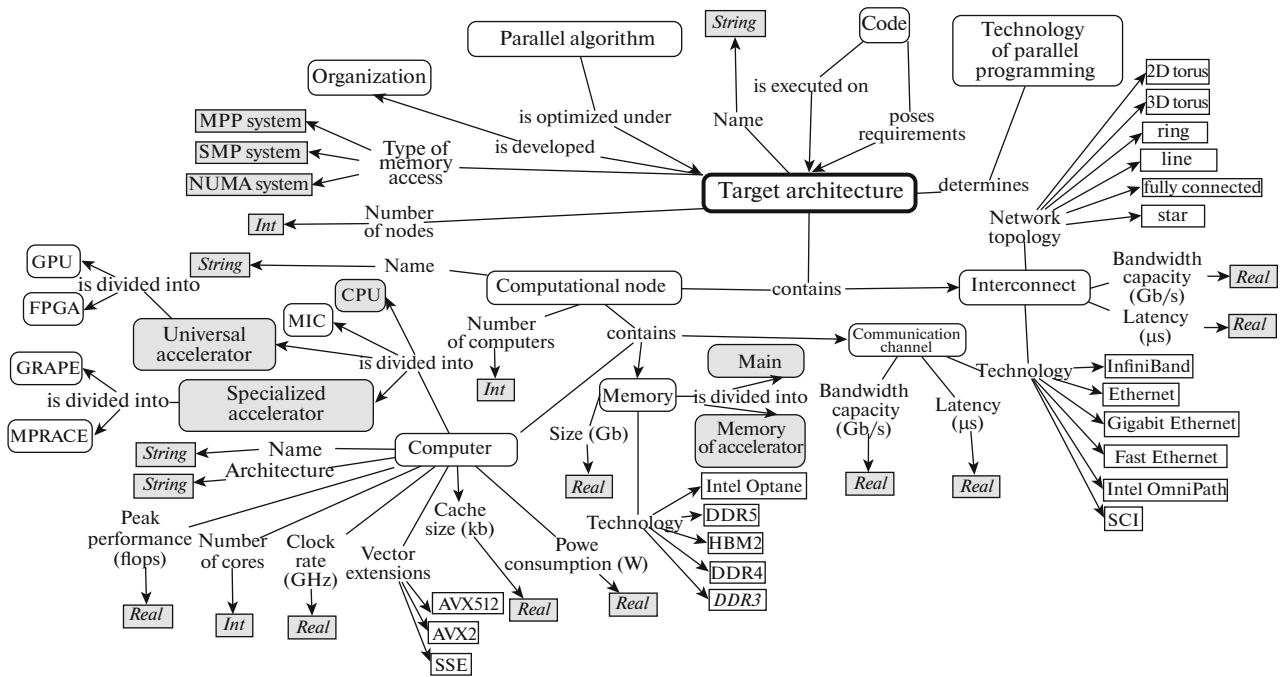 String
Code
Parallel algorithm
Technology
of parallel
programming
Organization
is executed on
2D torus
3D torus
MPP system
is optimized under
Name
poses
requirements
ring
SMP system
Type of
memory
access
is developed
line
NUMA system
Target architecture
determines
fully connected
Int
Number
of nodes
Network
topology
star
GPU
String
Name
Bandwidth
capacity
(Gb/s)
Real
is divided into
CPU
Computational node
contains
Interconnect
FPGA
MIC
Number
of computers
contains
Communication
channel
Latency
(μs)
Real
Universal
accelerator
is divided into
Main
Technology
InfiniBand
GRAPE
Int
Memory
is divided into
Bandwidth
capacity
(Gb/s)
Latency
(μs)
Ethernet
is divided into
Specialized
accelerator
Gigabit Ethernet
MPRACE
Size (Gb)
Memory
of accelerator
Computer
Fast Ethernet
String
Name
String
Architecture
Real
Intel Optane
Real
Real
Intel OmniPath
Peak
performance
(flops)
Number
of cores
Clock
rate
(GHz)
Vector
extensions
Cache
size (kb)
Powe
consumption (W)
Technology
DDR5
SCI
HBM2
DDR4
DDR3
Real
Int
Real
AVX512
Real
Real
AVX2
SSE